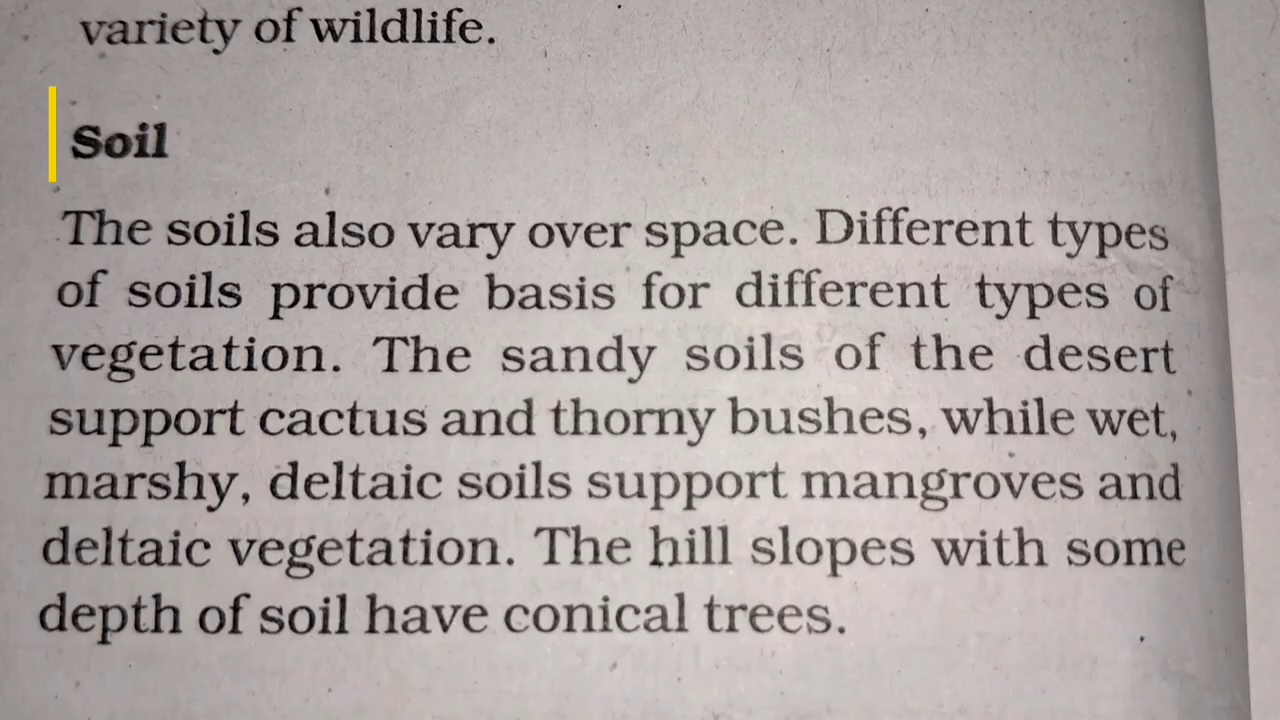 variety of wildlife.
Soil
The soils also vary over space. Different types
of soils provide basis for different types of
vegetation. The sandy soils of the desert
support cactus and thorny bushes, while wet,
marshy, deltaic soils support mangroves and
deltaic vegetation. The hill slopes with some
depth of soil have conical trees.